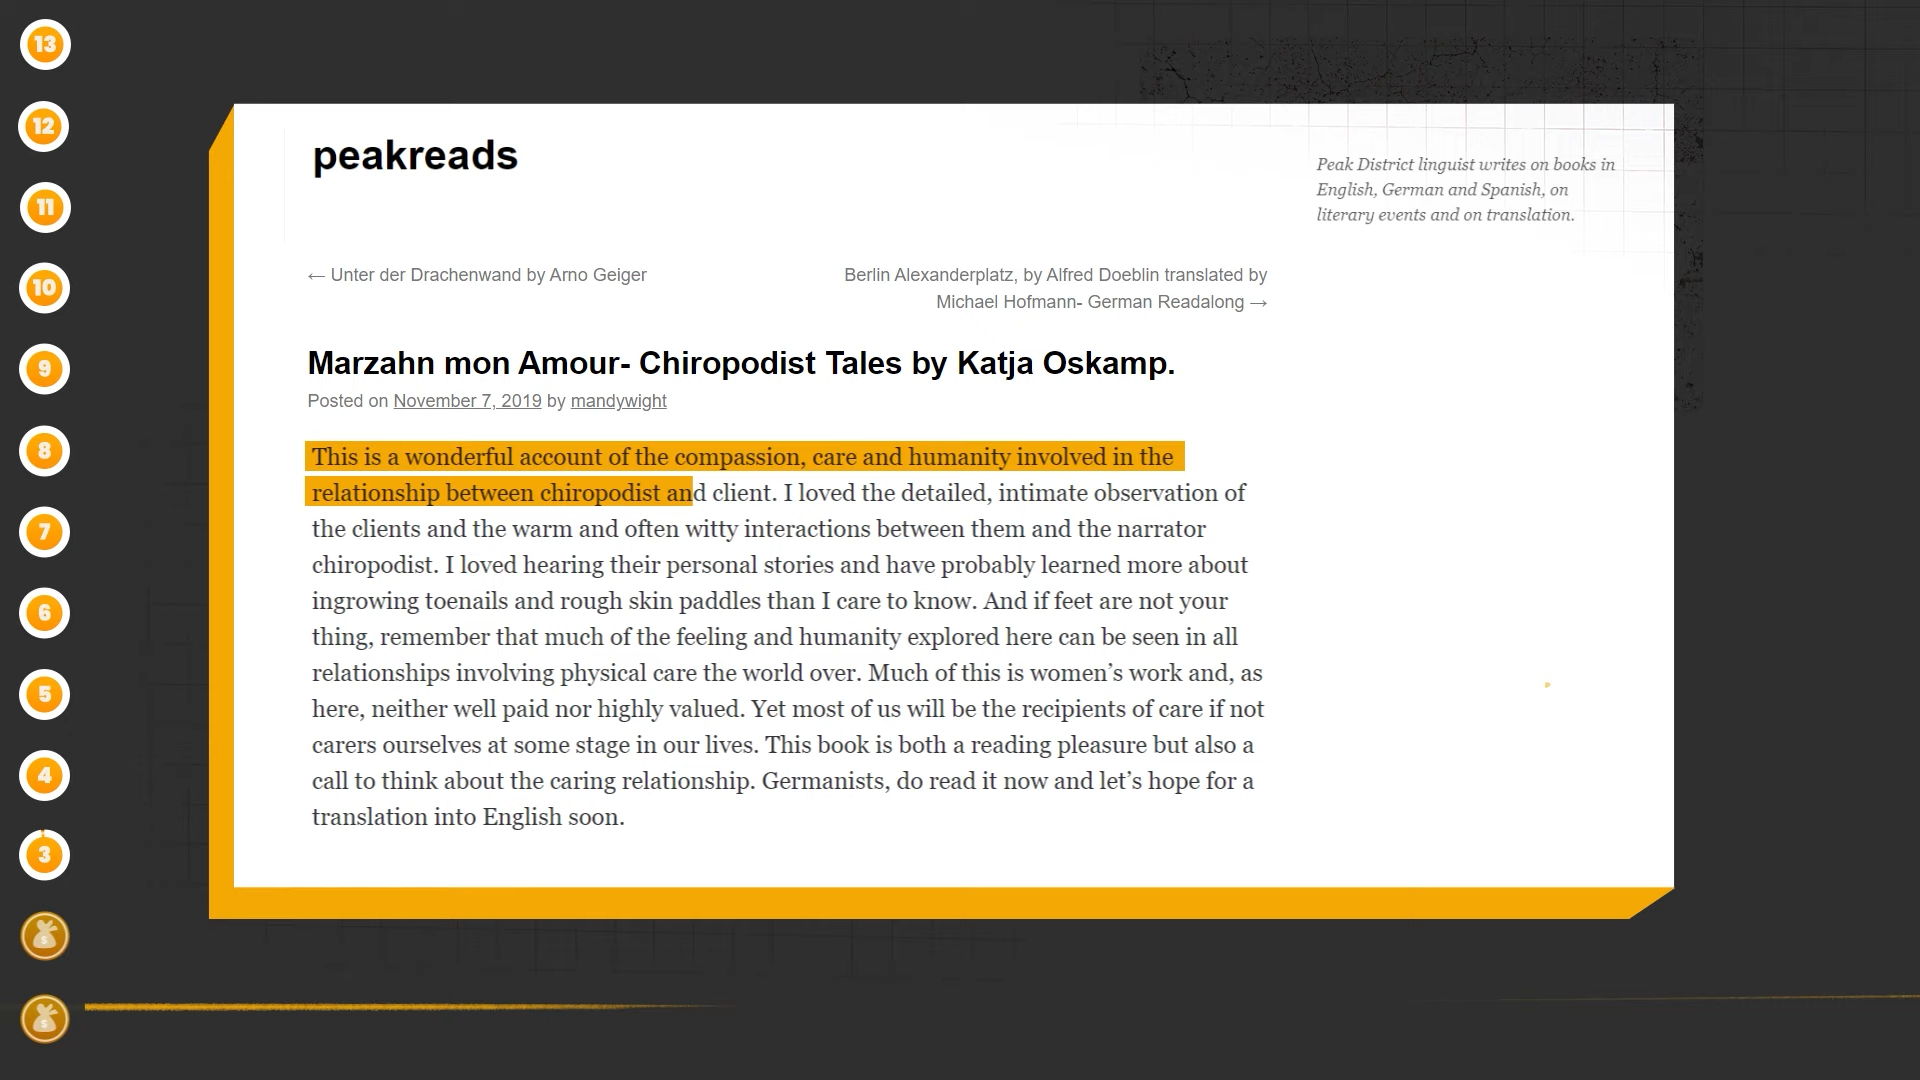 13
12
11
10
9
8
7
6
5
4
3
peakreads
Peak District linguist writes on books in
English, German and Spanish, on
literary events and on translation.
← Unter der Drachenwand by Arno Geiger
Berlin Alexanderplatz, by Alfred Doeblin translated by
Michael Hofmann- German Readalong →
Marzahn mon Amour- Chiropodist Tales by Katja Oskamp.
Posted on November 7, 2019 by mandywight
This is a wonderful account of the compassion, care and humanity involved in the
relationship between chiropodist and client. I loved the detailed, intimate observation of
the clients and the warm and often witty interactions between them and the narrator
chiropodist. I loved hearing their personal stories and have probably learned more about
ingrowing toenails and rough skin paddles than I care to know. And if feet are not your
thing, remember that much of the feeling and humanity explored here can be seen in all
relationships involving physical care the world over. Much of this is women’s work and, as
here, neither well paid nor highly valued. Yet most of us will be the recipients of care if not
carers ourselves at some stage in our lives. This book is both a reading pleasure but also a
call to think about the caring relationship. Germanists, do read it now and let’s hope for a
translation into English soon.
$
$